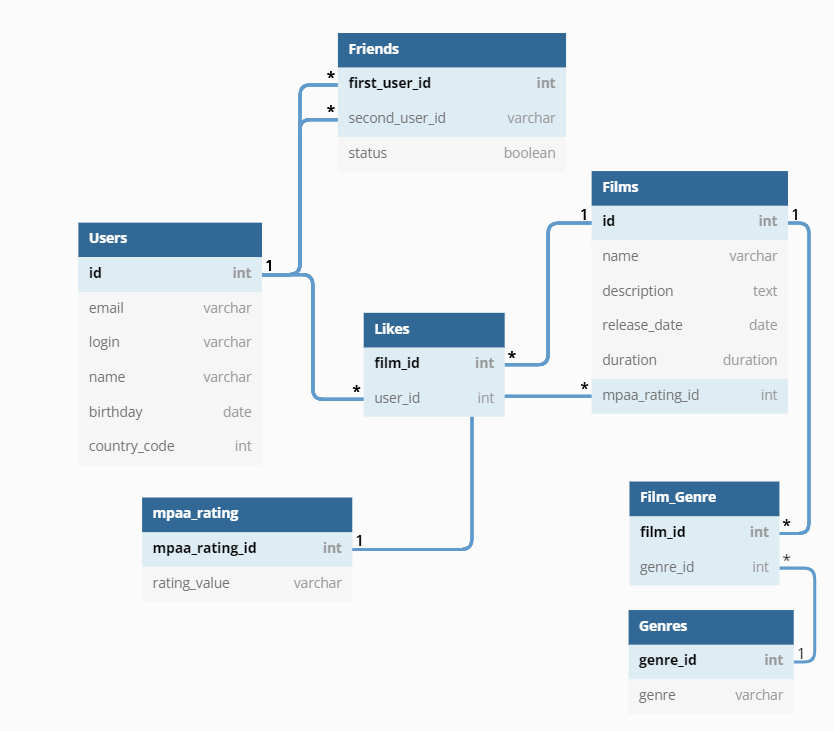 Friends
* first_user_id int
* second_user_id varchar
status boolean
Films
1 id int 1
name varchar
description text
release_date date
duration duration
* mpaa_rating_id int
Users
id int 1
email varchar
login varchar
name varchar
birthday date
country_code int
Likes
film_id int *
* user_id int
mpaa_rating
mpaa_rating_id int 1
rating_value varchar
Film_Genre
film_id int *
genre_id int *
Genres
genre_id int 1
genre varchar